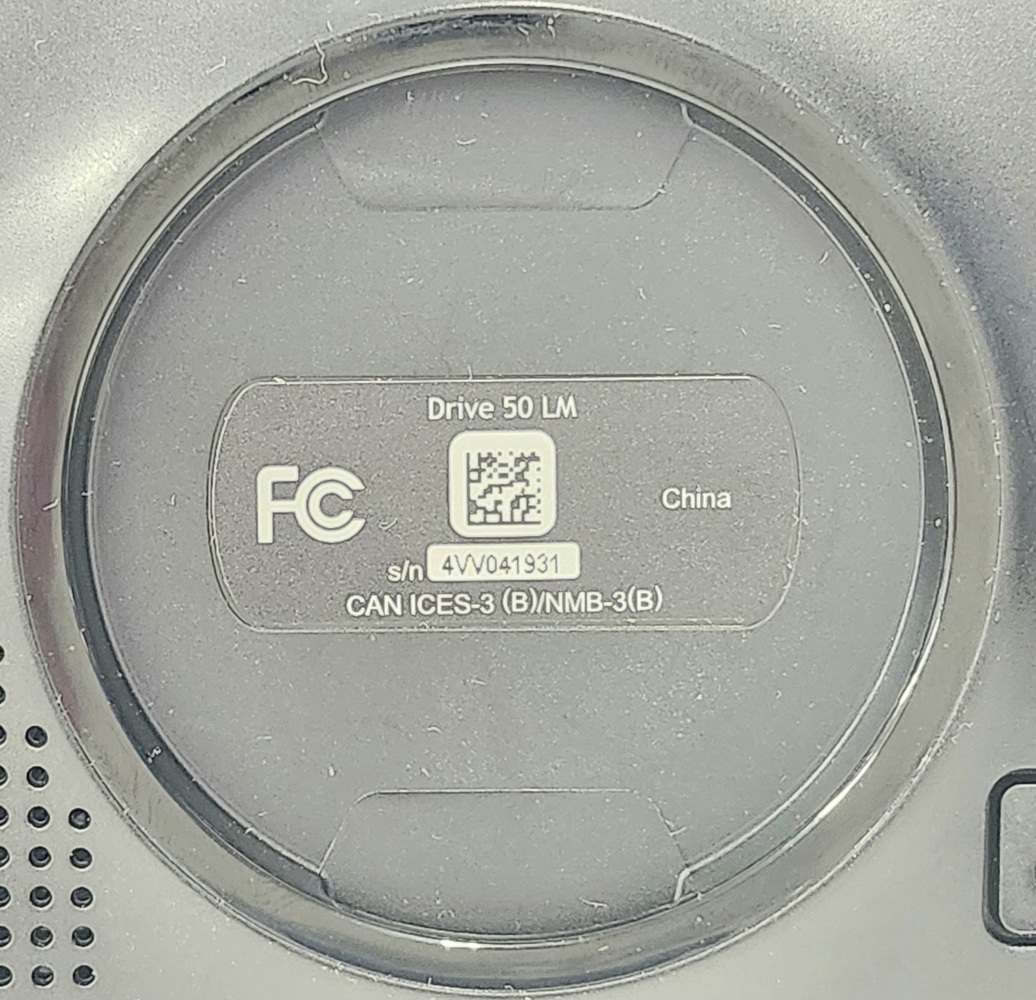 Drive 50 LM
FC
China
s/n 4VV041931
CAN ICES-3 (B)/NMB-3(B)